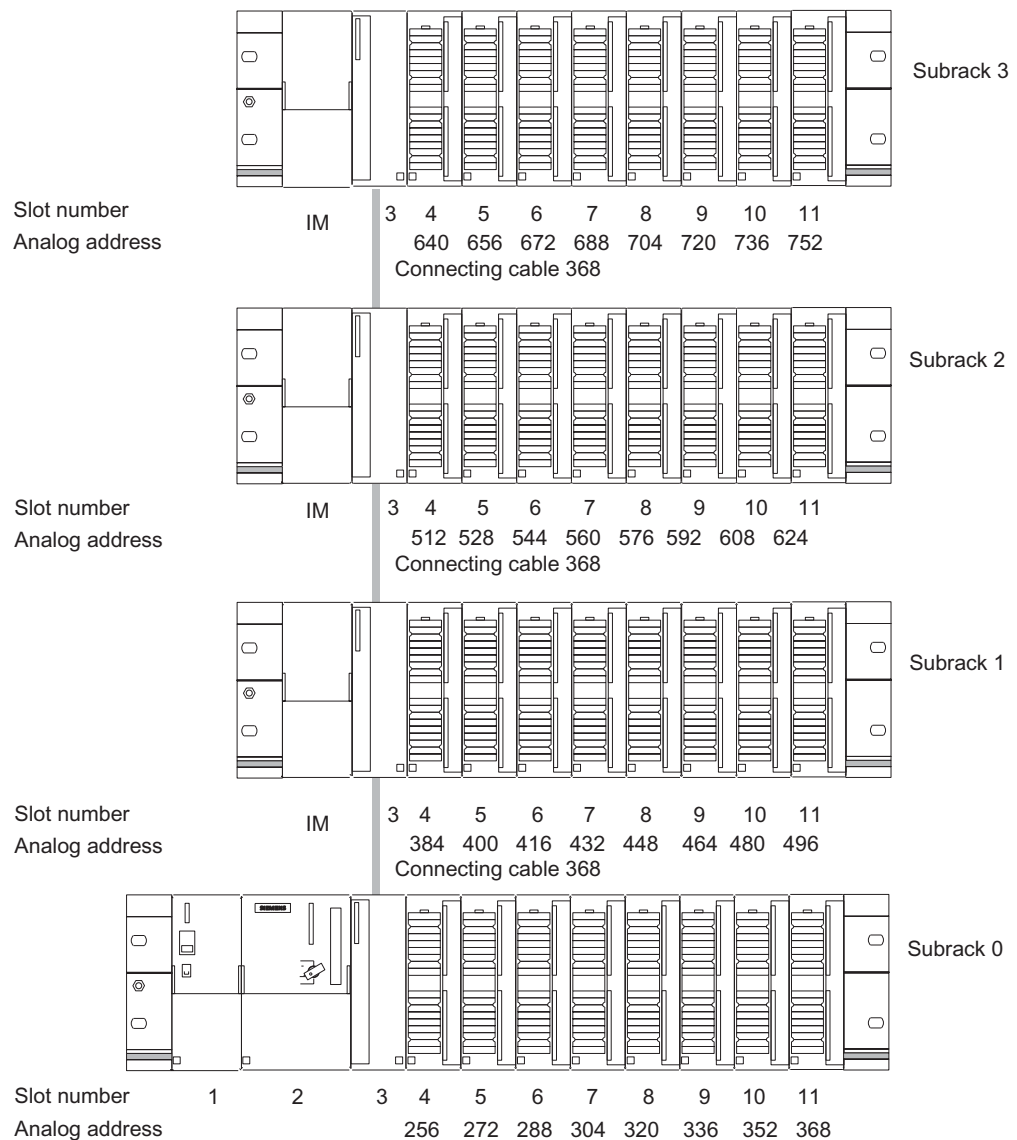 Subrack 3
Slot number IM 3 4 5 6 7 8 9 10 11
Analog address 640 656 672 688 704 720 736 752
Connecting cable 368
Subrack 2
Slot number IM 3 4 5 6 7 8 9 10 11
Analog address 512 528 544 560 576 592 608 624
Connecting cable 368
Subrack 1
Slot number IM 3 4 5 6 7 8 9 10 11
Analog address 384 400 416 432 448 464 480 496
Connecting cable 368
SIEMENS
Subrack 0
Slot number 1 2 3 4 5 6 7 8 9 10 11
Analog address 256 272 288 304 320 336 352 368